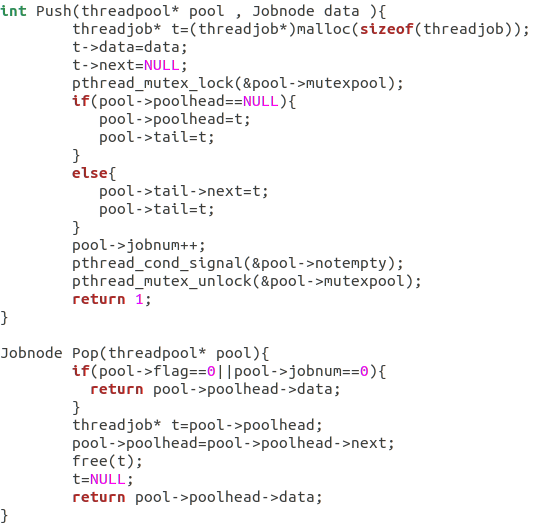 int Push(threadpool* pool , Jobnode data ){
        threadjob* t=(threadjob*)malloc(sizeof(threadjob));
        t->data=data;
        t->next=NULL;
        pthread_mutex_lock(&pool->mutexpool);
        if(pool->poolhead==NULL){
           pool->poolhead=t;
           pool->tail=t;
        }
        else{
           pool->tail->next=t;
           pool->tail=t;
        }
        pool->jobnum++;
        pthread_cond_signal(&pool->notempty);
        pthread_mutex_unlock(&pool->mutexpool);
        return 1;
}

Jobnode Pop(threadpool* pool){
        if(pool->flag==0||pool->jobnum==0){
          return pool->poolhead->data;
        }
        threadjob* t=pool->poolhead;
        pool->poolhead=pool->poolhead->next;
        free(t);
        t=NULL;
        return pool->poolhead->data;
}